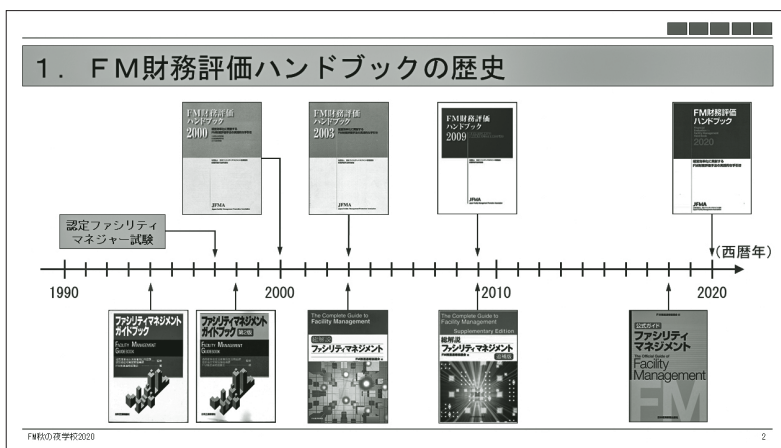 1. FM財務評価ハンドブックの歴史
FM財務評価
ハンドブック
2000
JFMA
FM財務評価
ハンドブック
2003
JFMA
FM財務評価
ハンドブック
2009
JFMA
FM財務評価
ハンドブック
2020
JFMA
認定ファシリティ
マネジャー試験
(西暦年)
1990
2000
2010
2020
ファシリティマネジメント
ガイドブック
FACILITY MANAGEMENT
GUIDEBOOK
ファシリティマネジメント
ガイドブック 第2版
FACILITY MANAGEMENT
GUIDEBOOK
The Complete Guide to
Facility Management
総解説
ファシリティマネジメント
The Complete Guide to
Facility Management
Supplementary Edition
総解説
ファシリティマネジメント
追補版
公式ガイド
ファシリティ
マネジメント
The Official Guide of
Facility
Management
FM
FM秋の夜学校2020
2